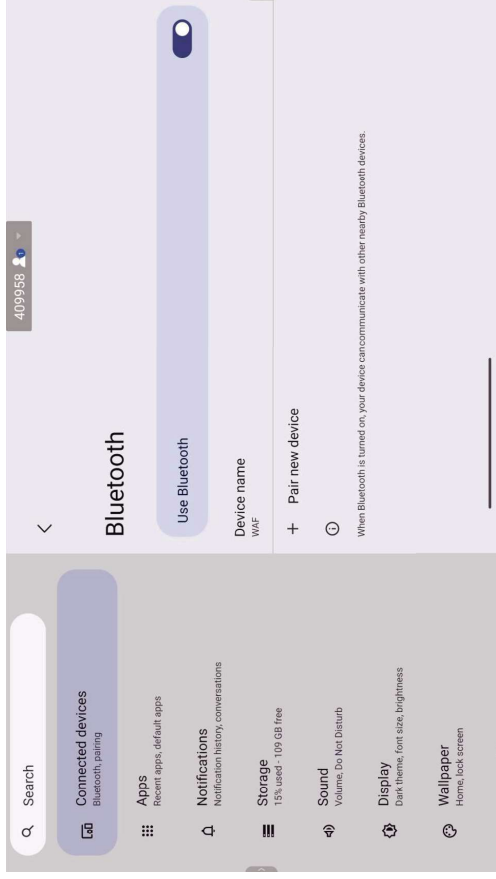 Search
Connected devices
Bluetooth, pairing
Apps
Recent apps, default apps
Notifications
Notification history, conversations
Storage
15% used - 109 GB free
Sound
Volume, Do Not Disturb
Display
Dark theme, font size, brightness
Wallpaper
Home, lock screen
409958 1
Bluetooth
Use Bluetooth
Device name
WAF
Pair new device
When Bluetooth is turned on, your device cancommunicate with other nearby Bluetooth devices.